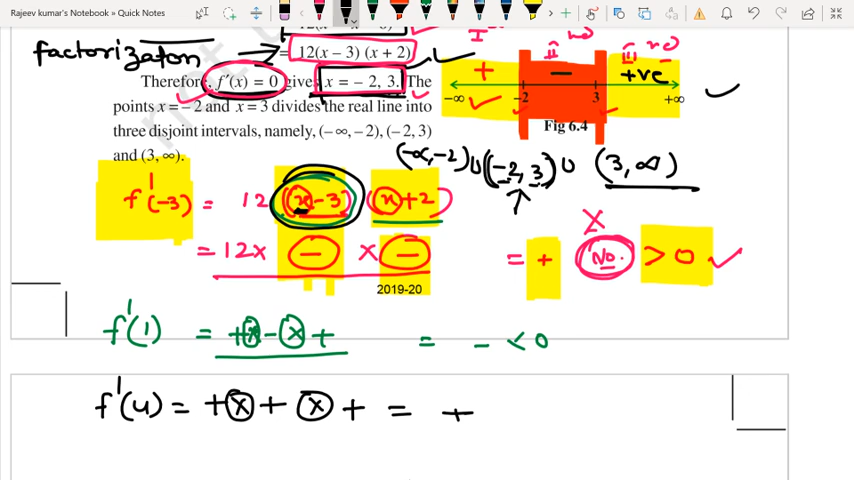 Rajeev kumar's Notebook » Quick Notes
factorizaton
= 12(x – 3) (x + 2)
Therefore, f′(x) = 0 gives x = – 2, 3. The
points x = – 2 and x = 3 divides the real line into
three disjoint intervals, namely, (–∞, –2), (–2, 3)
and (3, ∞).
+ – +ve
–∞ –2 3 +∞
Fig 6.4
(-∞,-2)∪(-2,3)∪ (3,∞)
f'(-3) = 12 (x-3) (x+2)
= 12x – x – = + No. > 0
2019-20
f'(1) = +x-x+ = - <0
f'(4) = +x+x+ = +